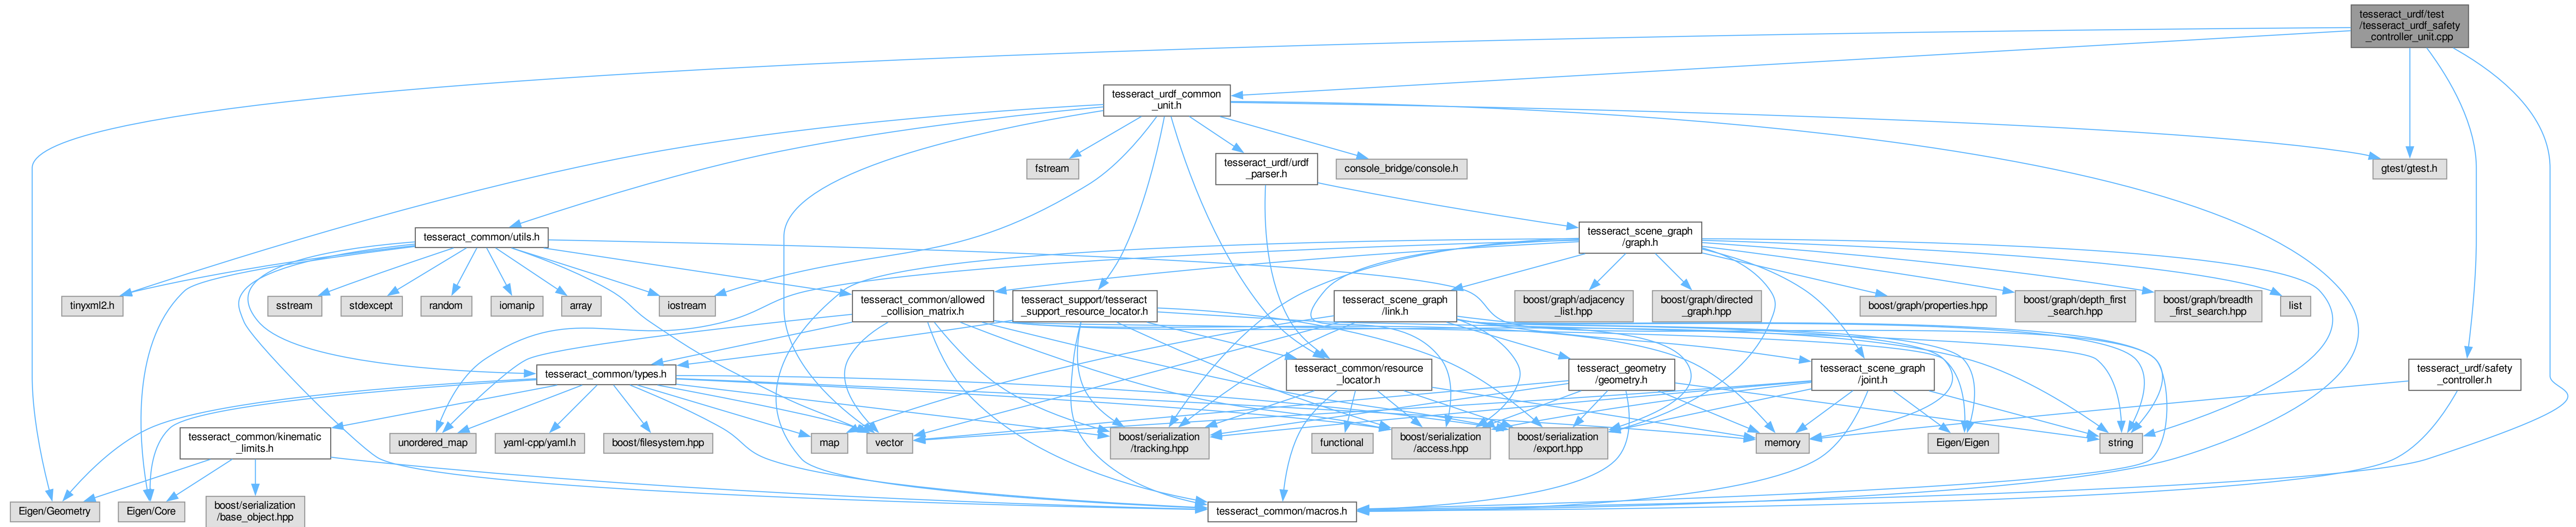 tesseract_urdf/test
/tesseract_urdf_safety
_controller_unit.cpp
tesseract_urdf_common
_unit.h
fstream
tesseract_urdf/urdf
_parser.h
console_bridge/console.h
gtest/gtest.h
tesseract_common/utils.h
tesseract_scene_graph
/graph.h
tinyxml2.h
sstream
stdexcept
random
iomanip
array
iostream
tesseract_common/allowed
_collision_matrix.h
tesseract_support/tesseract
_support_resource_locator.h
tesseract_scene_graph
/link.h
boost/graph/adjacency
_list.hpp
boost/graph/directed
_graph.hpp
boost/graph/properties.hpp
boost/graph/depth_first
_search.hpp
boost/graph/breadth
_first_search.hpp
list
tesseract_common/types.h
tesseract_common/resource
_locator.h
tesseract_geometry
/geometry.h
tesseract_scene_graph
/joint.h
tesseract_urdf/safety
_controller.h
tesseract_common/kinematic
_limits.h
unordered_map
yaml-cpp/yaml.h
boost/filesystem.hpp
map
vector
boost/serialization
/tracking.hpp
functional
boost/serialization
/access.hpp
boost/serialization
/export.hpp
memory
Eigen/Eigen
string
Eigen/Geometry
Eigen/Core
boost/serialization
/base_object.hpp
tesseract_common/macros.h